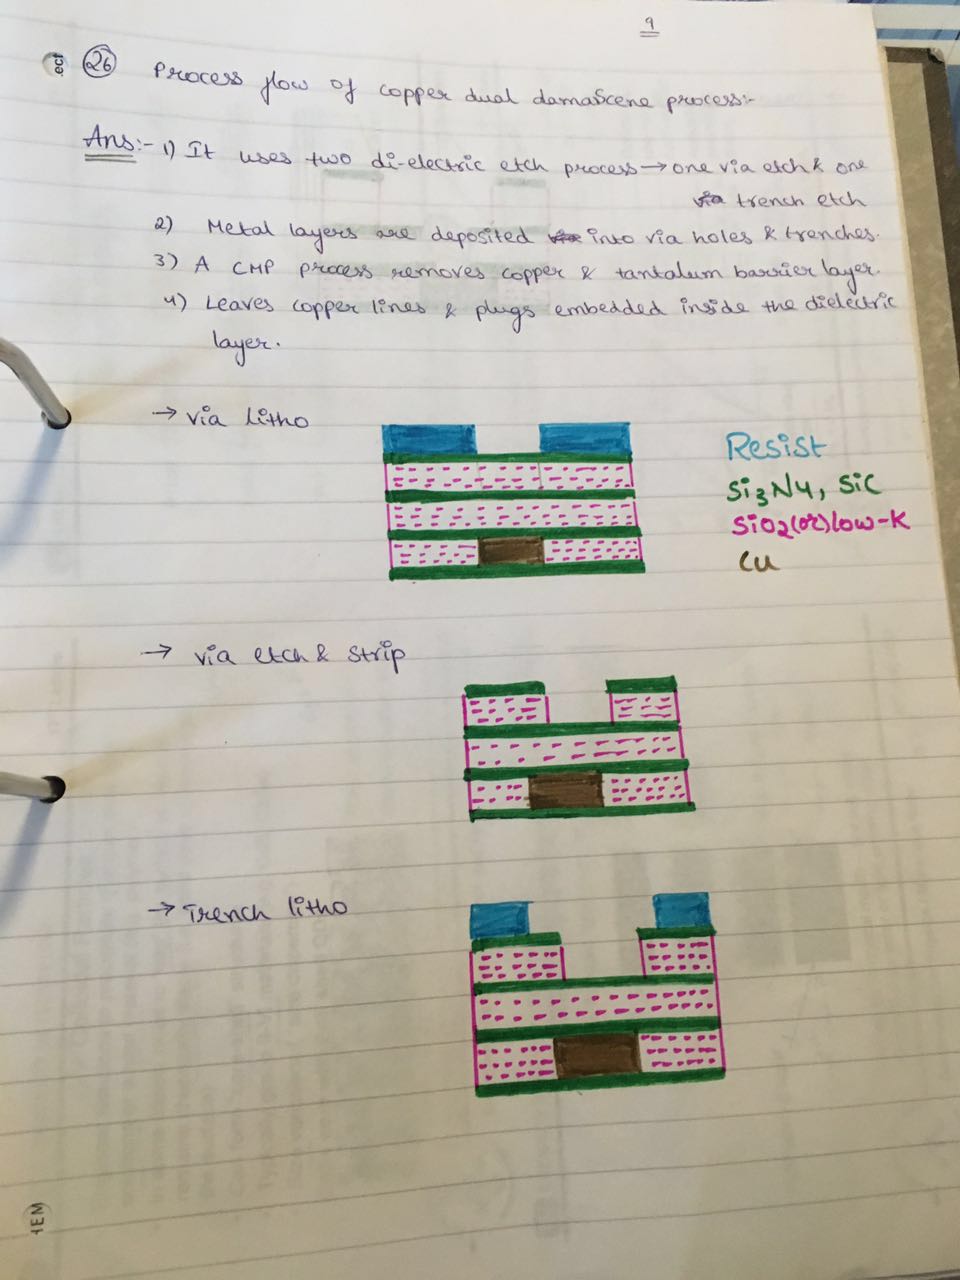 9
ect
26 Process flow of copper dual damascene process:-
Ans:- 1) It uses two di-electric etch process → one via etch & one
trench etch
2) Metal layers are deposited into via holes & trenches.
3) A CMP process removes copper & tantalum barrier layer.
4) Leaves copper lines & plugs embedded inside the dielectric
layer.
→ via litho
Resist
Si3N4, SiC
SiO2(or)low-K
Cu
→ via etch & strip
→ Trench litho
HEM